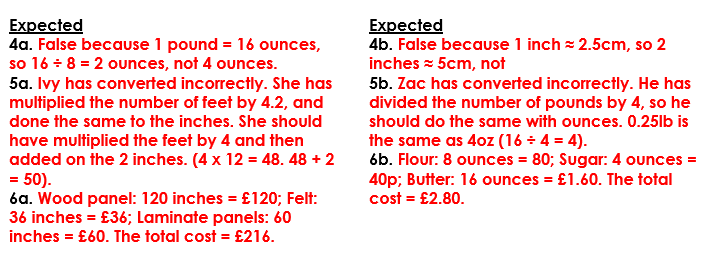 Expected
4a. False because 1 pound = 16 ounces,
so 16 ÷ 8 = 2 ounces, not 4 ounces.
5a. Ivy has converted incorrectly. She has
multiplied the number of feet by 4.2, and
done the same to the inches. She should
have multiplied the feet by 4 and then
added on the 2 inches. (4 x 12 = 48. 48 + 2
= 50).
6a. Wood panel: 120 inches = £120; Felt:
36 inches = £36; Laminate panels: 60
inches = £60. The total cost = £216.
Expected
4b. False because 1 inch ≈ 2.5cm, so 2
inches ≈ 5cm, not
5b. Zac has converted incorrectly. He has
divided the number of pounds by 4, so he
should do the same with ounces. 0.25lb is
the same as 4oz (16 ÷ 4 = 4).
6b. Flour: 8 ounces = 80; Sugar: 4 ounces =
40p; Butter: 16 ounces = £1.60. The total
cost = £2.80.